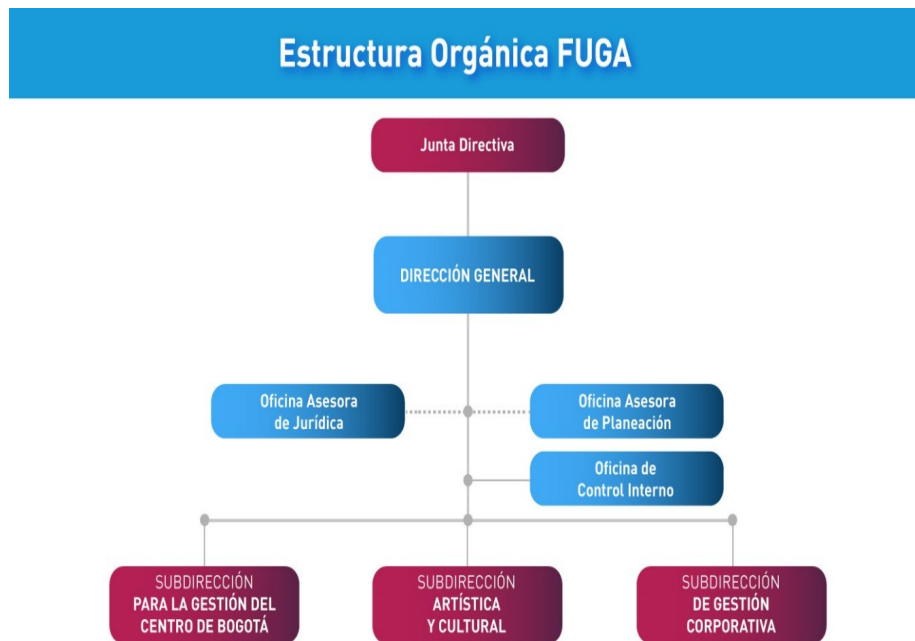 Estructura Orgánica FUGA
Junta Directiva
DIRECCIÓN GENERAL
Oficina Asesora
de Jurídica
Oficina Asesora
de Planeación
Oficina de
Control Interno
SUBDIRECCIÓN
PARA LA GESTIÓN DEL
CENTRO DE BOGOTÁ
SUBDIRECCIÓN
ARTÍSTICA
Y CULTURAL
SUBDIRECCIÓN
DE GESTIÓN
CORPORATIVA